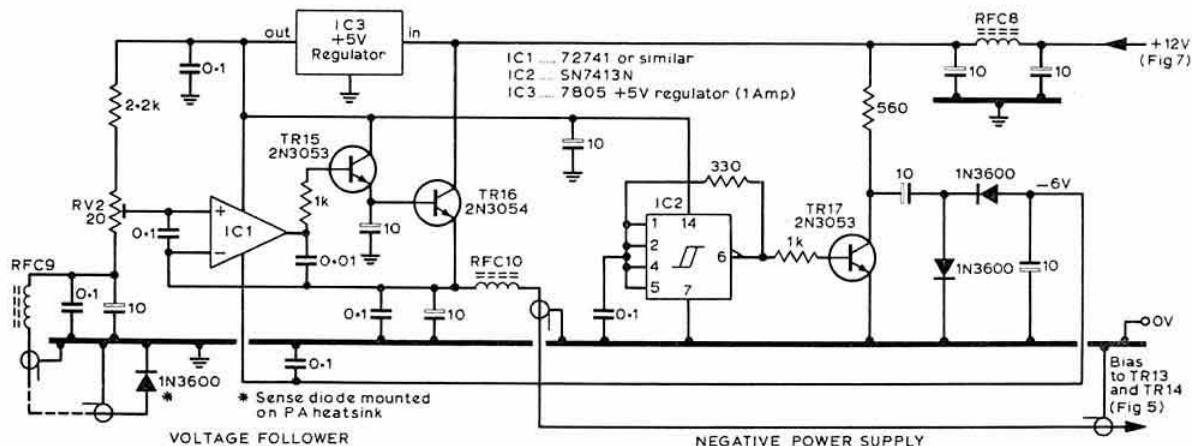 IC3
+5V
Regulator
out
in
RFC8
+12V
(Fig 7)
IC1 .... 72741 or similar
IC2 .... SN7413N
IC3 .... 7805 +5V regulator (1Amp)
0·1
10
10
2·2k
560
TR15
2N3053
10
330
10
1N3600
-6V
TR16
2N3054
IC2
TR17
2N3053
RV2
20
+
-
IC1
1k
10
1
2
4
5
14
6
7
1k
0·1
0·01
RFC10
1N3600
10
RFC9
0·1
10
0·1
10
0·1
0V
0·1
1N3600
*
* Sense diode mounted
on PA heatsink
Bias
to TR13
and TR14
(Fig 5)
VOLTAGE FOLLOWER
NEGATIVE POWER SUPPLY